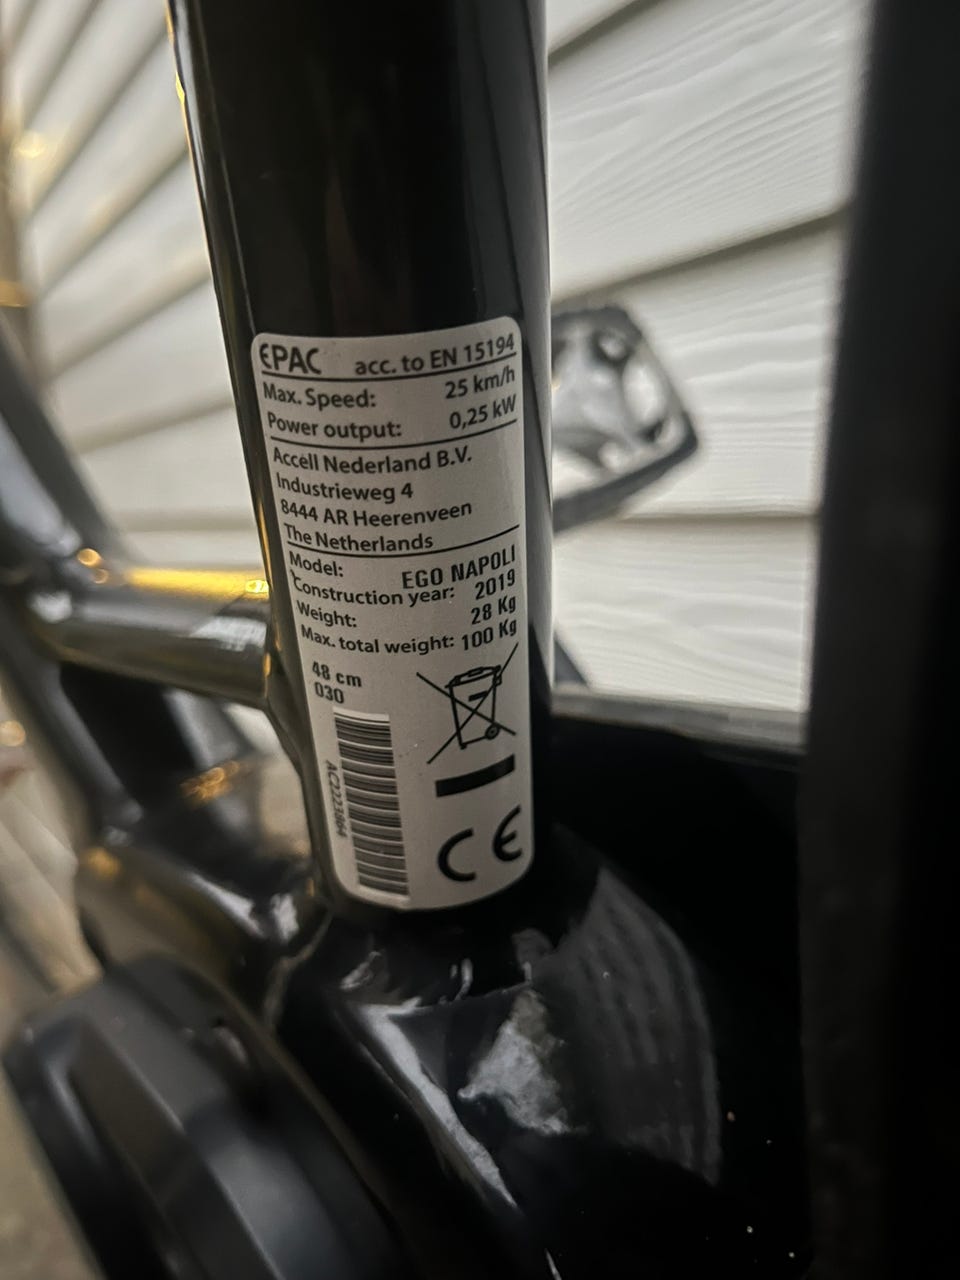 EPAC acc. to EN 15194
Max. Speed: 25 km/h
Power output: 0,25 kW
Accell Nederland B.V.
Industrieweg 4
8444 AR Heerenveen
The Netherlands
Model: EGO NAPOLI
Construction year: 2019
Weight: 28 Kg
Max. total weight: 100 Kg
48 cm
030
AC2223864
CE